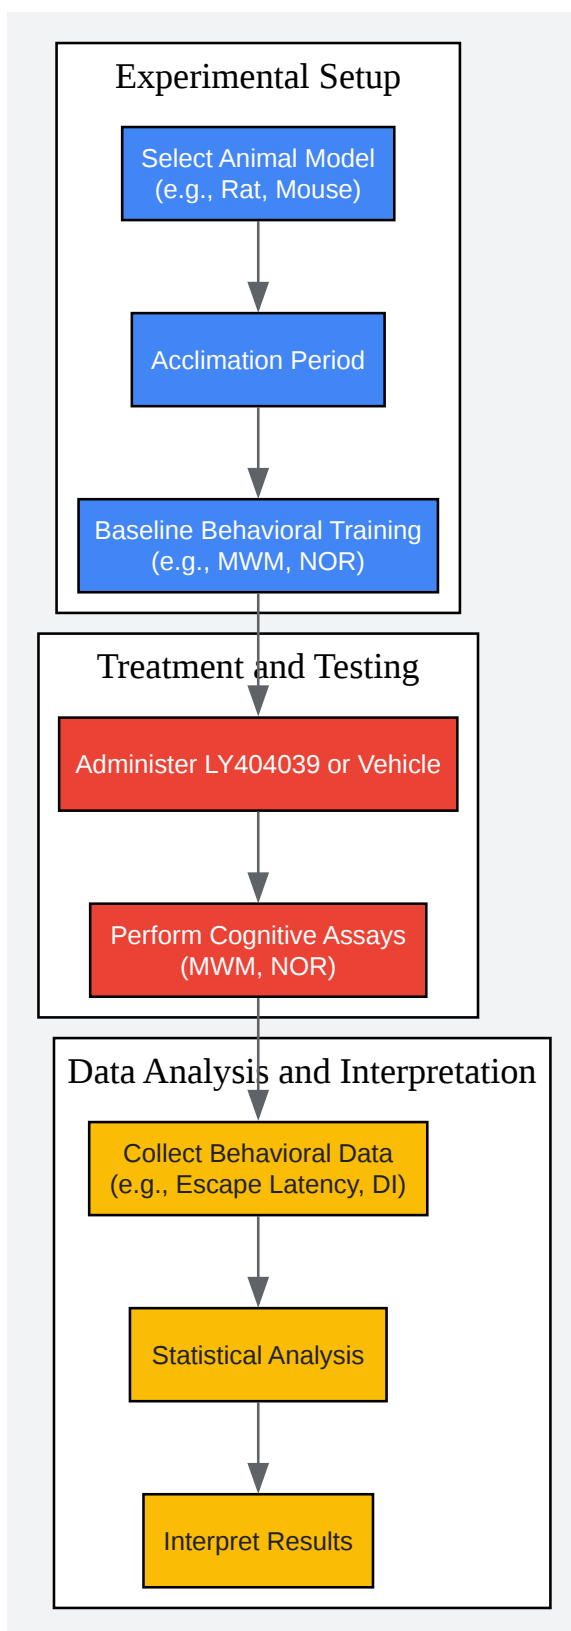 Experimental Setup
Select Animal Model
(e.g., Rat, Mouse)
Acclimation Period
Baseline Behavioral Training
(e.g., MWM, NOR)
Treatment and Testing
Administer LY404039 or Vehicle
Perform Cognitive Assays
(MWM, NOR)
Data Analysis and Interpretation
Collect Behavioral Data
(e.g., Escape Latency, DI)
Statistical Analysis
Interpret Results